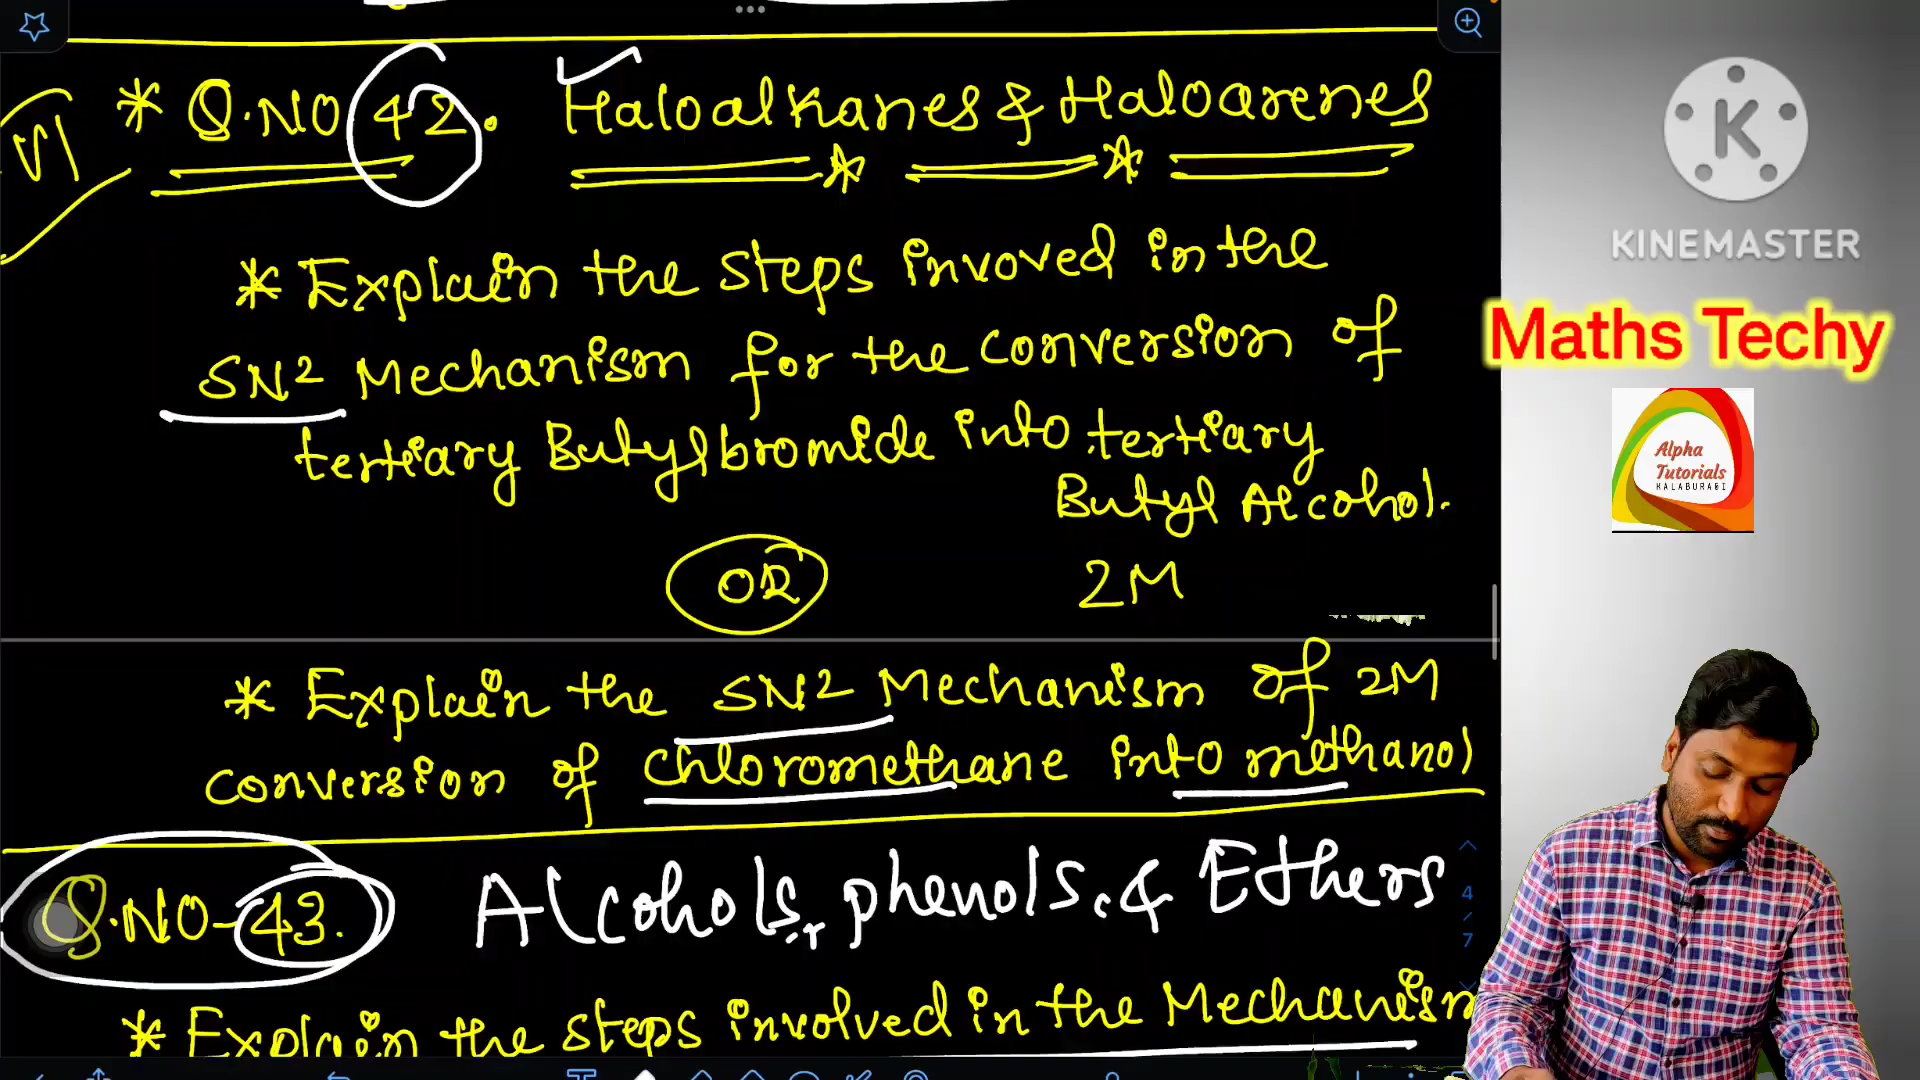 VI
* Q.NO 42. Haloalkanes & Haloarenes
* Explain the steps invoved in the
SN2 Mechanism for the conversion of
tertiary Butylbromide into tertiary
Butyl Alcohol.
OR 2M
* Explain the SN2 Mechanism of 2M
conversion of chloromethane into methanol
Q.NO-43. Alcohols, phenols, & Ethers
* Explain the steps involved in the Mechanism
K
KINEMASTER
Maths Techy
Alpha
Tutorials
KALABURAGI
4
7